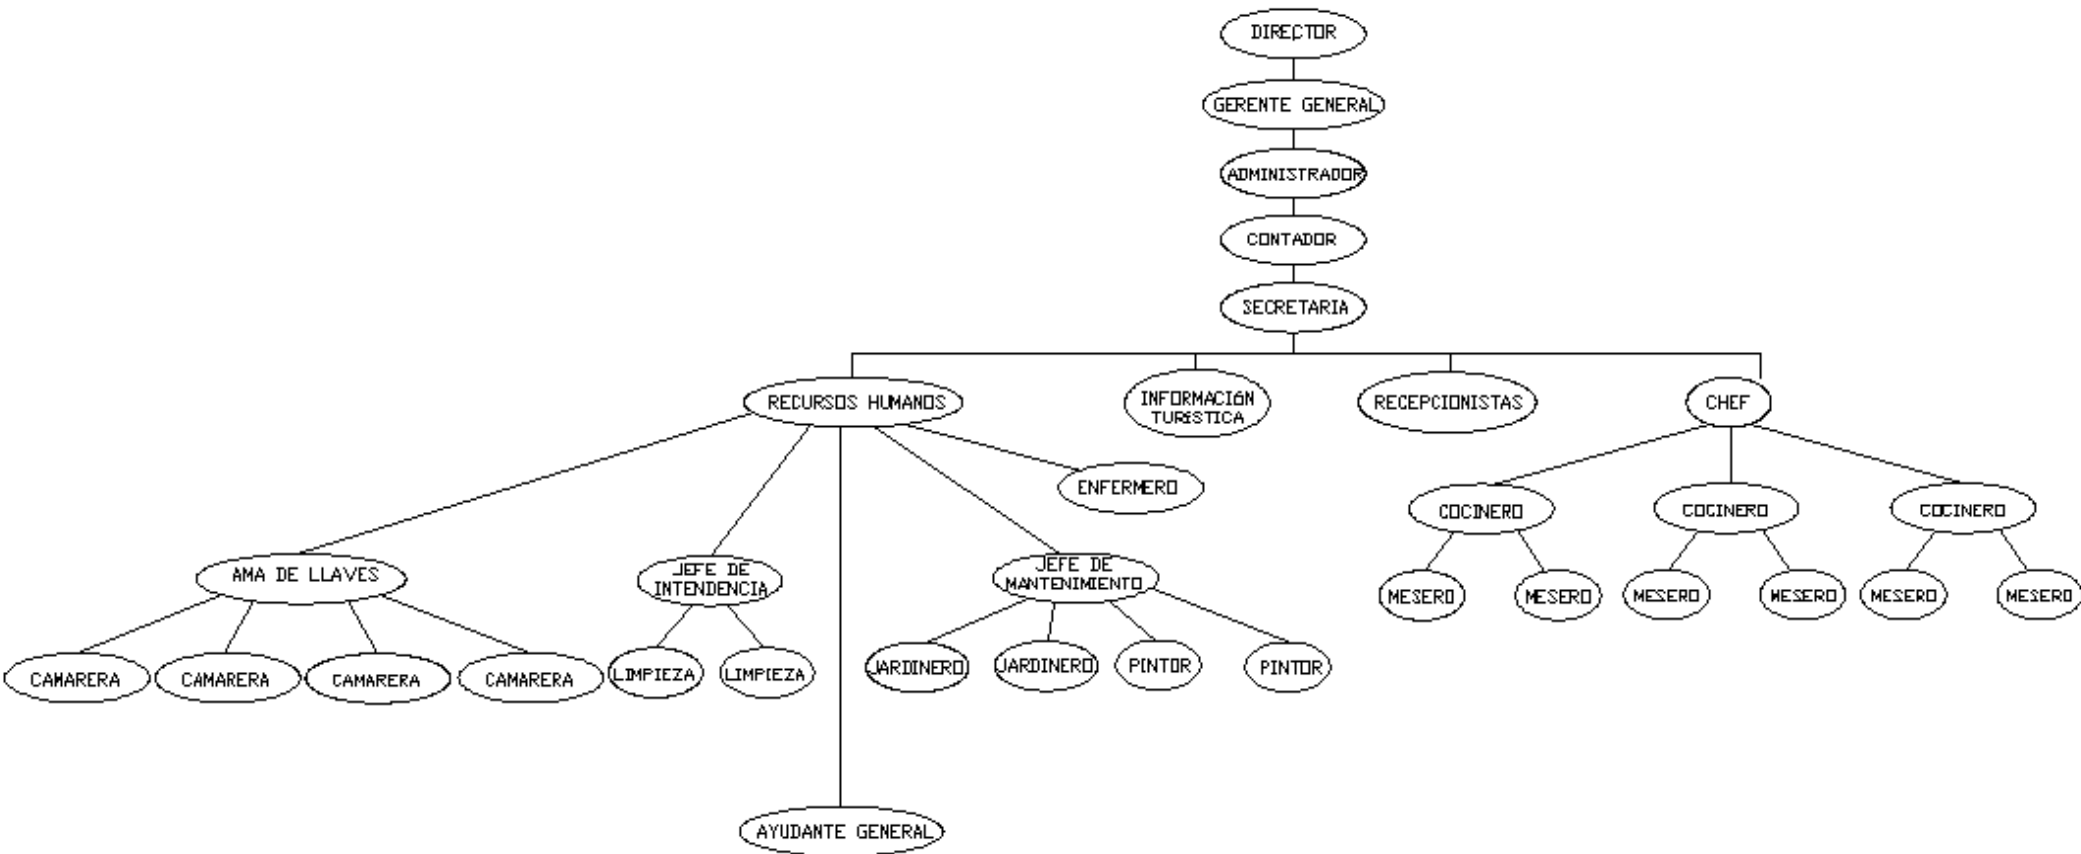 DIRECTOR
GERENTE GENERAL
ADMINISTRADOR
CONTADOR
SECRETARIA
RECURSOS HUMANOS
INFORMACIÓN
TURÍSTICA
RECEPCIONISTAS
CHEF
ENFERMERO
COCINERO
COCINERO
COCINERO
AMA DE LLAVES
JEFE DE
INTENDENCIA
JEFE DE
MANTENIMIENTO
MESERO
MESERO
MESERO
MESERO
MESERO
MESERO
CAMARERA
CAMARERA
CAMARERA
CAMARERA
LIMPIEZA
LIMPIEZA
JARDINERO
JARDINERO
PINTOR
PINTOR
AYUDANTE GENERAL